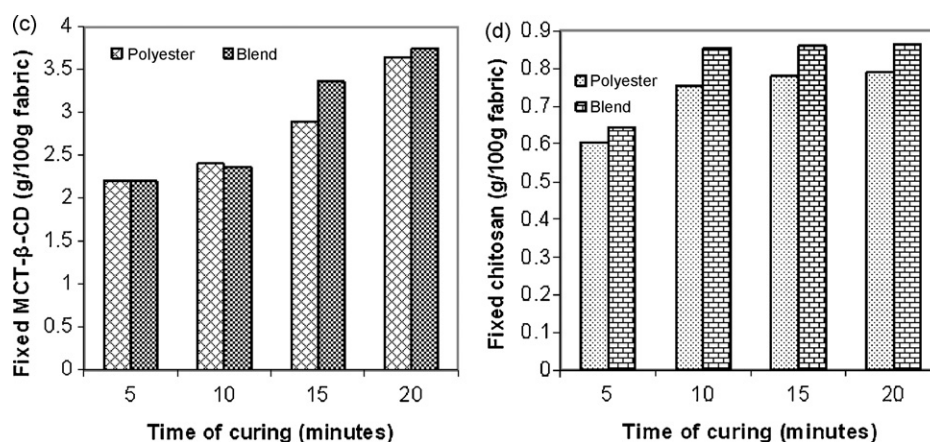 (c)
Fixed MCT-β-CD (g/100g fabric)
4
3.5
3
2.5
2
1.5
1
0.5
0
Polyester Blend
5 10 15 20
Time of curing (minutes)
(d)
Fixed chitosan (g/100g fabric)
0.9
0.8
0.7
0.6
0.5
0.4
0.3
0.2
0.1
0
Polyester
Blend
5 10 15 20
Time of curing (minutes)